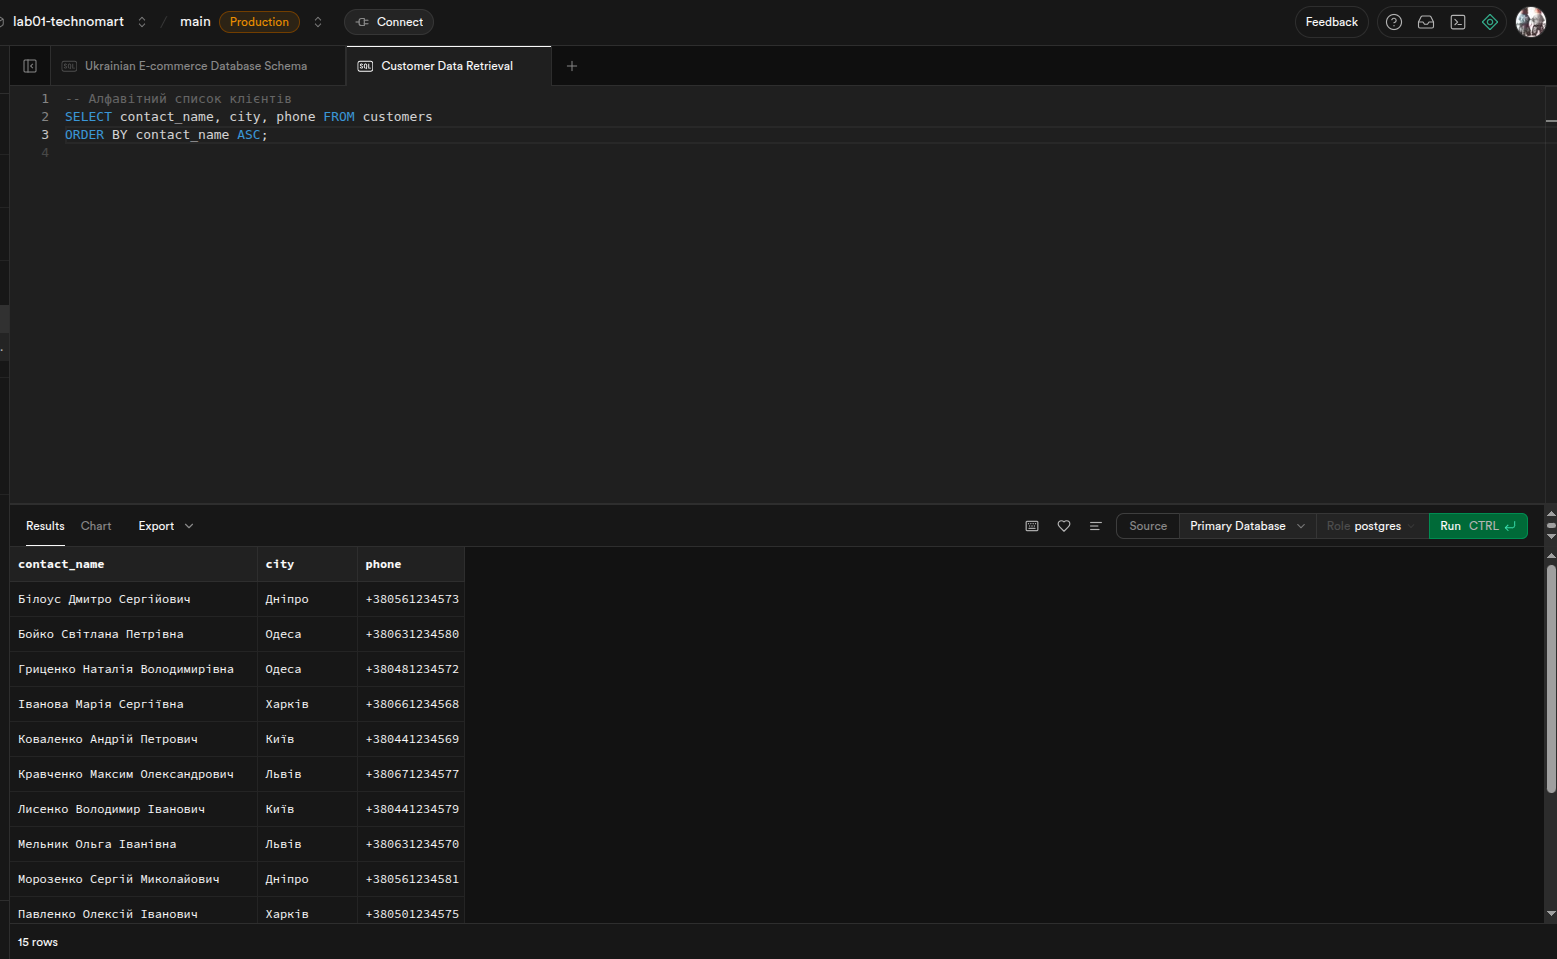 lab01-technomart / main Production Connect Feedback
Ukrainian E-commerce Database Schema Customer Data Retrieval
1 -- Алфавітний список клієнтів
2 SELECT contact_name, city, phone FROM customers
3 ORDER BY contact_name ASC;
4
Results Chart Export Source Primary Database Role postgres Run CTRL
contact_name city phone
Білоус Дмитро Сергійович Дніпро +380561234573
Бойко Світлана Петрівна Одеса +380631234580
Гриценко Наталія Володимирівна Одеса +380481234572
Іванова Марія Сергіївна Харків +380661234568
Коваленко Андрій Петрович Київ +380441234569
Кравченко Максим Олександрович Львів +380671234577
Лисенко Володимир Іванович Київ +380441234579
Мельник Ольга Іванівна Львів +380631234570
Морозенко Сергій Миколайович Дніпро +380561234581
Павленко Олексій Іванович Харків +380501234575
15 rows